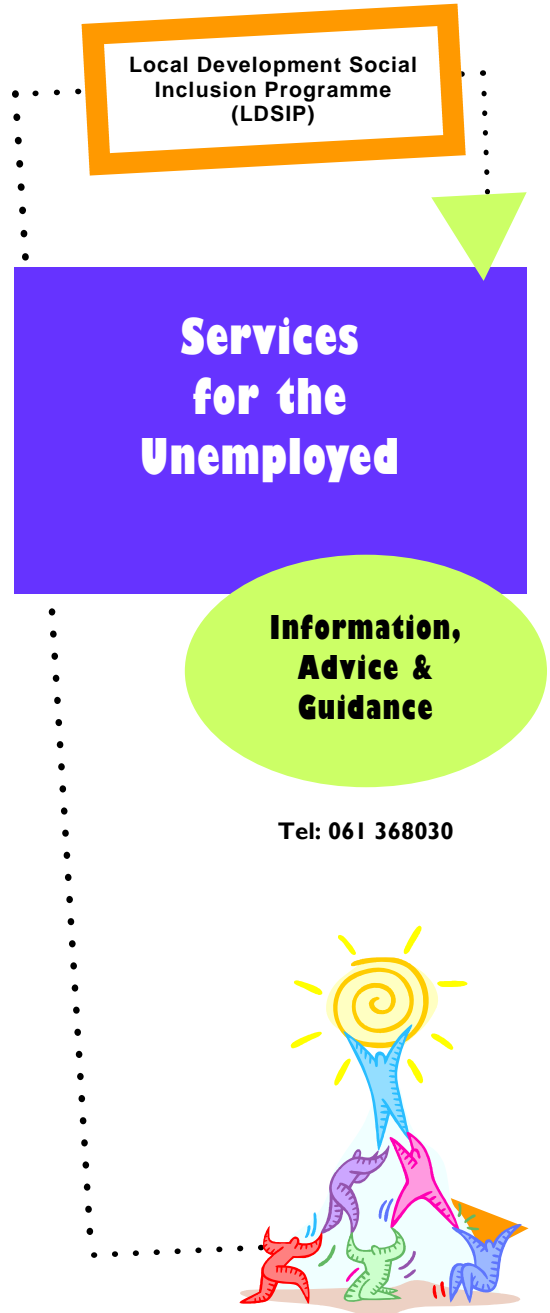 Local Development Social
Inclusion Programme
(LDSIP)
Services
for the
Unemployed
Information,
Advice &
Guidance
Tel: 061 368030